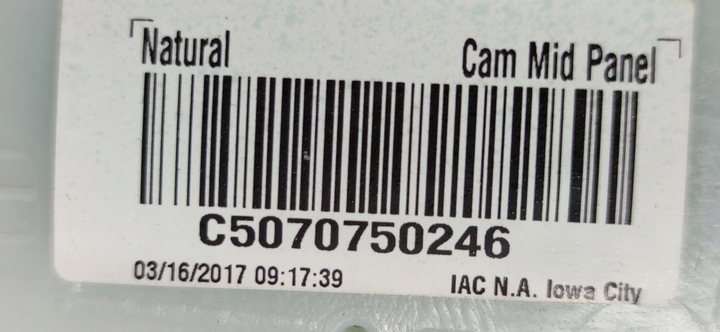 Natural Cam Mid Panel
C5070750246
03/16/2017 09:17:39 IAC N.A. Iowa City